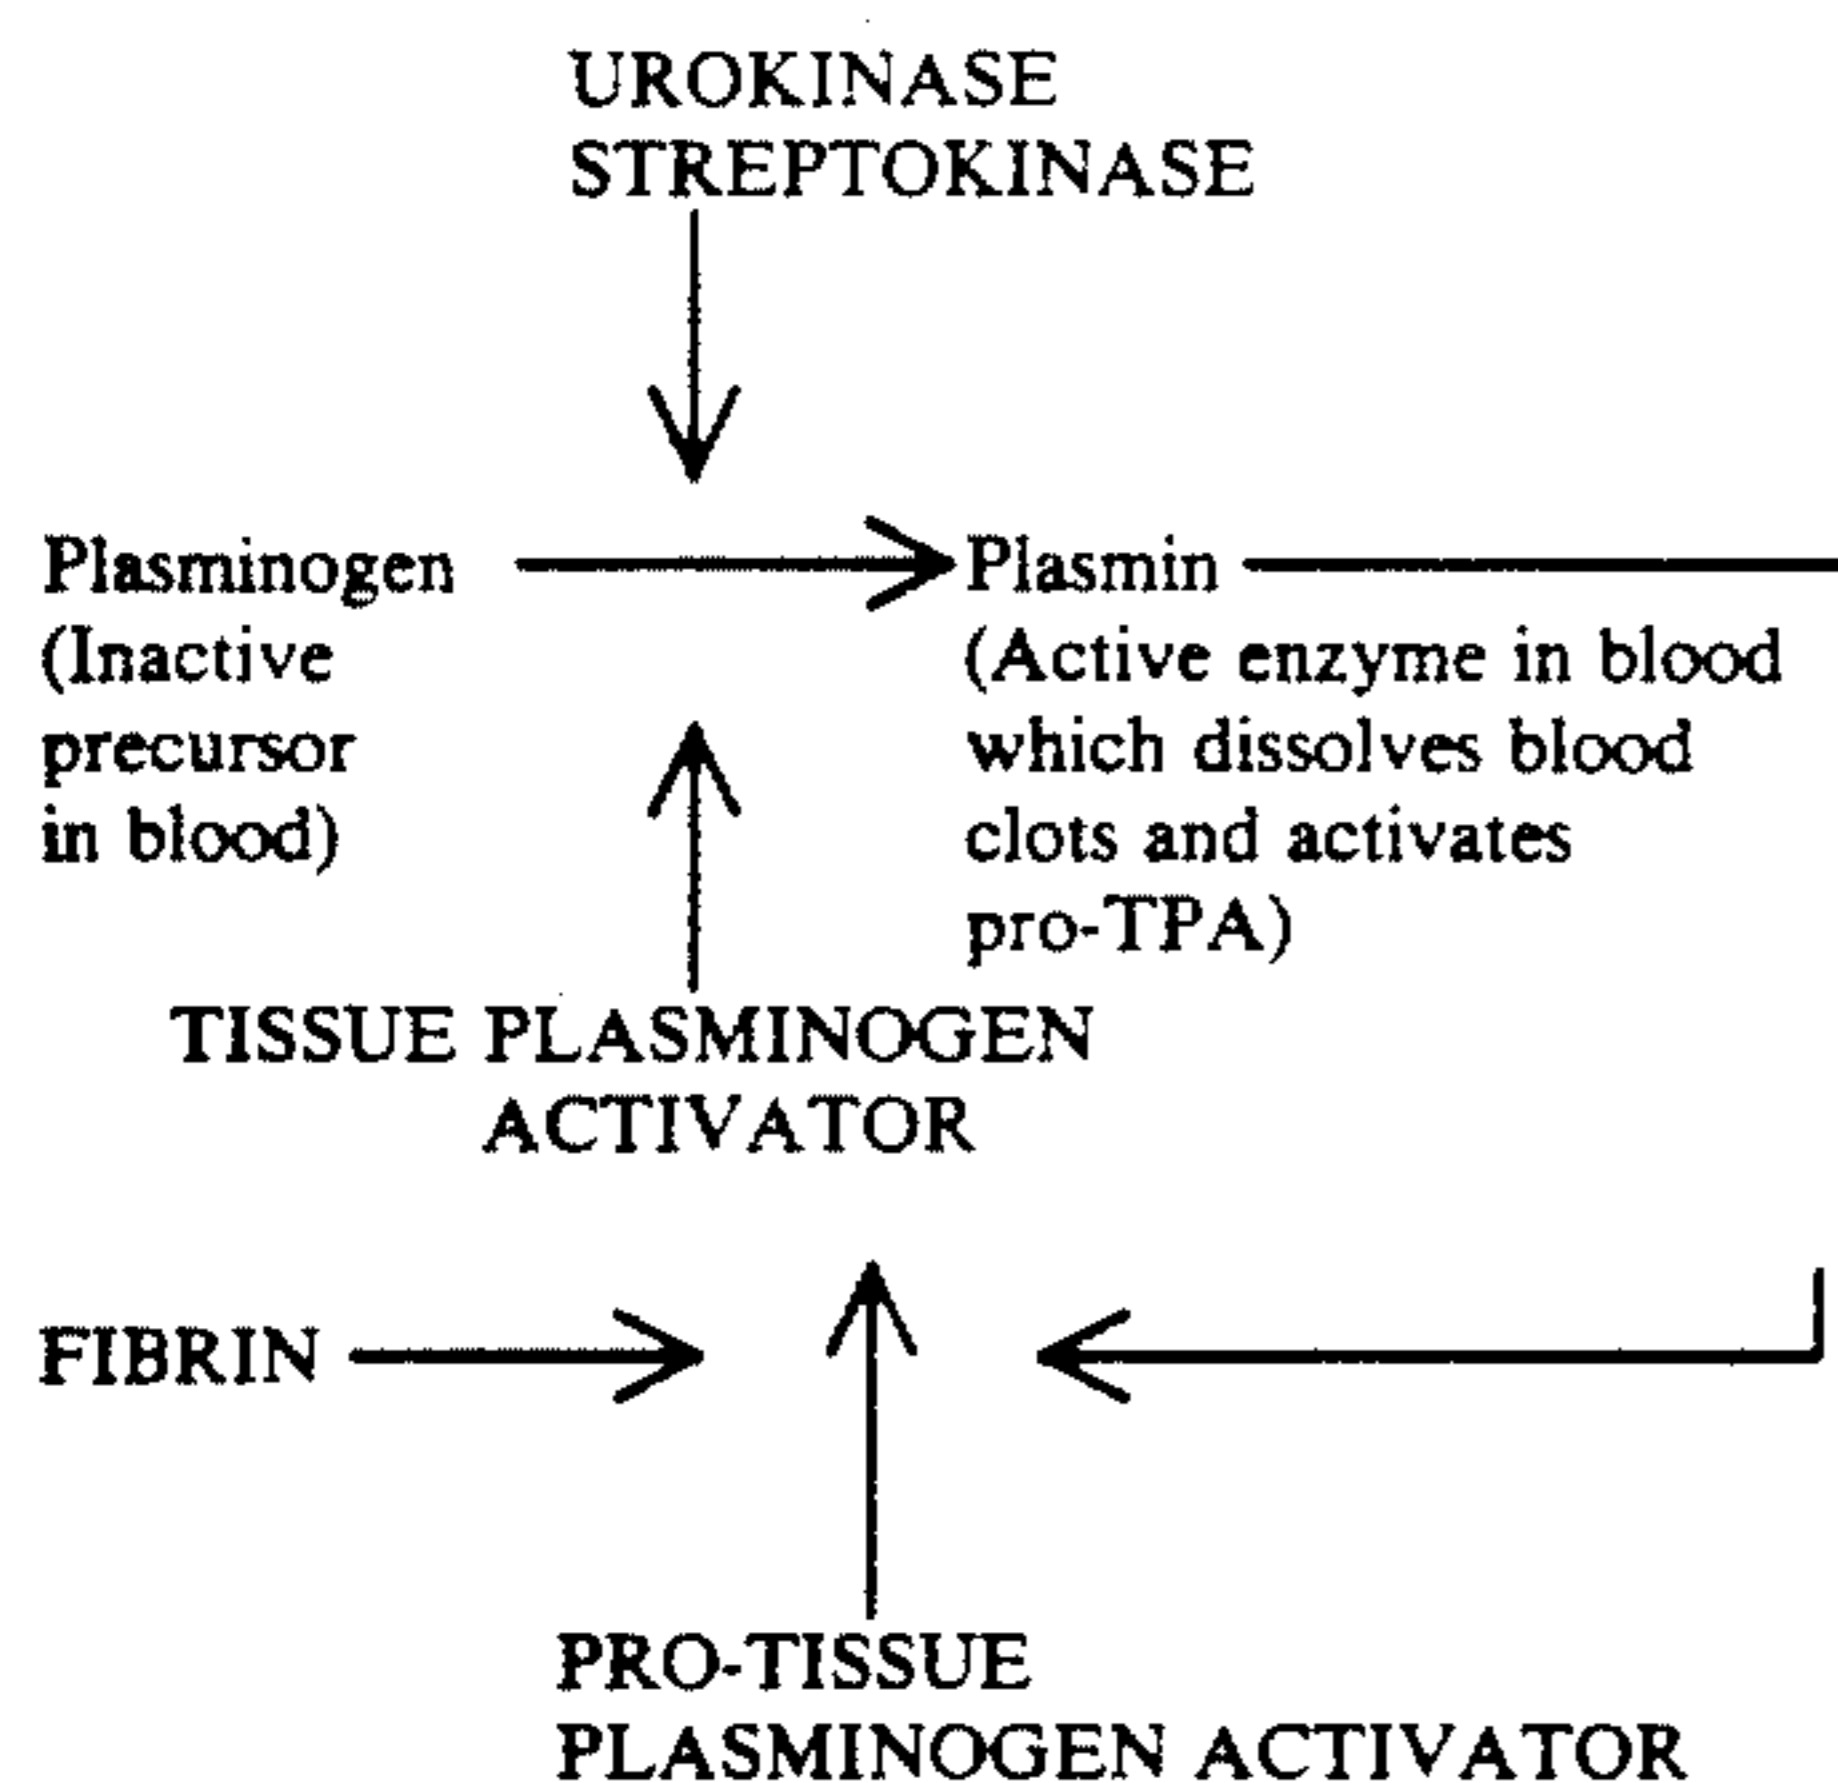 UROKINASE
STREPTOKINASE
Plasminogen
(Inactive
precursor
in blood)
Plasmin
(Active enzyme in blood
which dissolves blood
clots and activates
pro-TPA)
TISSUE PLASMINOGEN
ACTIVATOR
FIBRIN
PRO-TISSUE
PLASMINOGEN ACTIVATOR